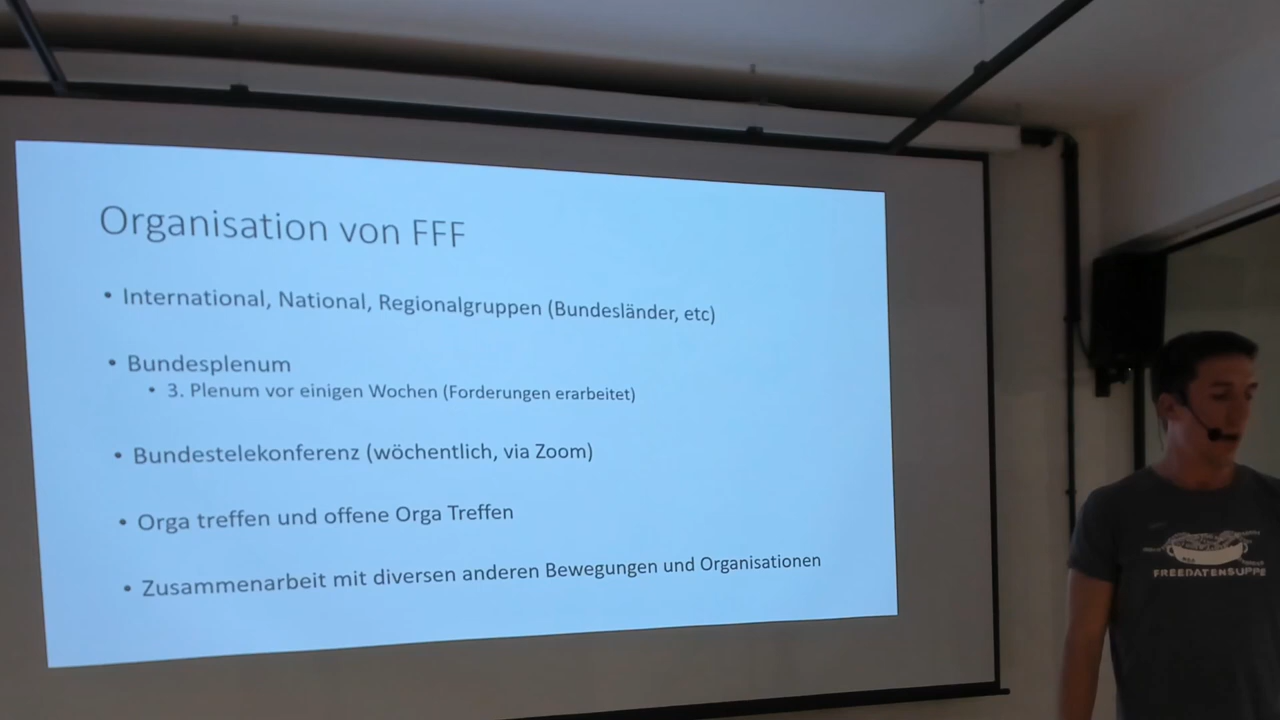 Organisation von FFF
• International, National, Regionalgruppen (Bundesländer, etc)
• Bundesplenum
• 3. Plenum vor einigen Wochen (Forderungen erarbeitet)
• Bundestelekonferenz (wöchentlich, via Zoom)
• Orga treffen und offene Orga Treffen
• Zusammenarbeit mit diversen anderen Bewegungen und Organisationen
FREEDATENSUPPE